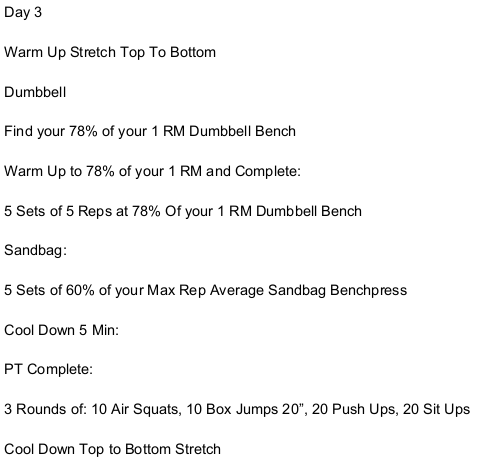 Day 3
Warm Up Stretch Top To Bottom
Dumbbell
Find your 78% of your 1 RM Dumbbell Bench
Warm Up to 78% of your 1 RM and Complete:
5 Sets of 5 Reps at 78% Of your 1 RM Dumbbell Bench
Sandbag:
5 Sets of 60% of your Max Rep Average Sandbag Benchpress
Cool Down 5 Min:
PT Complete:
3 Rounds of: 10 Air Squats, 10 Box Jumps 20”, 20 Push Ups, 20 Sit Ups
Cool Down Top to Bottom Stretch